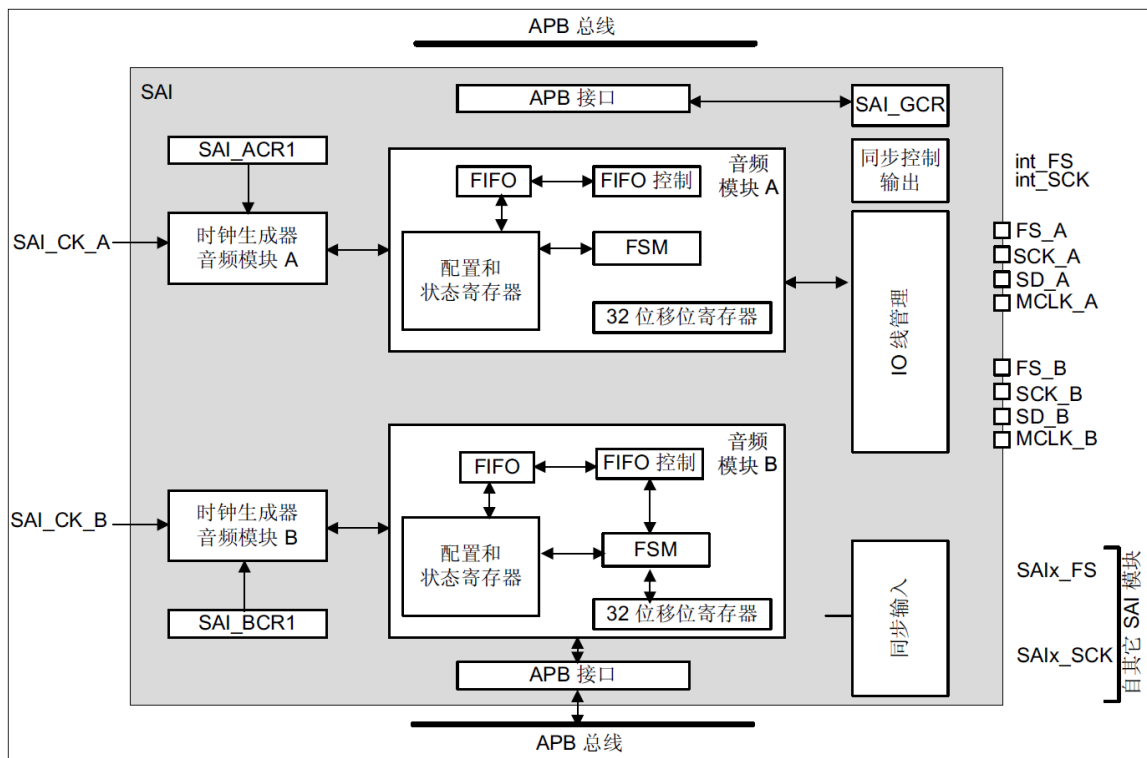 APB 总线
SAI
APB 接口
SAI_GCR
SAI_ACR1
音频
模块 A
FIFO
FIFO 控制
同步控制
输出
int_FS
int_SCK
SAI_CK_A
时钟生成器
音频模块 A
配置和
状态寄存器
FSM
32 位移位寄存器
IO 线管理
FS_A
SCK_A
SD_A
MCLK_A
FS_B
SCK_B
SD_B
MCLK_B
音频
模块 B
FIFO
FIFO 控制
SAI_CK_B
时钟生成器
音频模块 B
配置和
状态寄存器
FSM
32 位移位寄存器
SAI_BCR1
同步输入
SAIx_FS
SAIx_SCK
自其它 SAI 模块
APB 接口
APB 总线